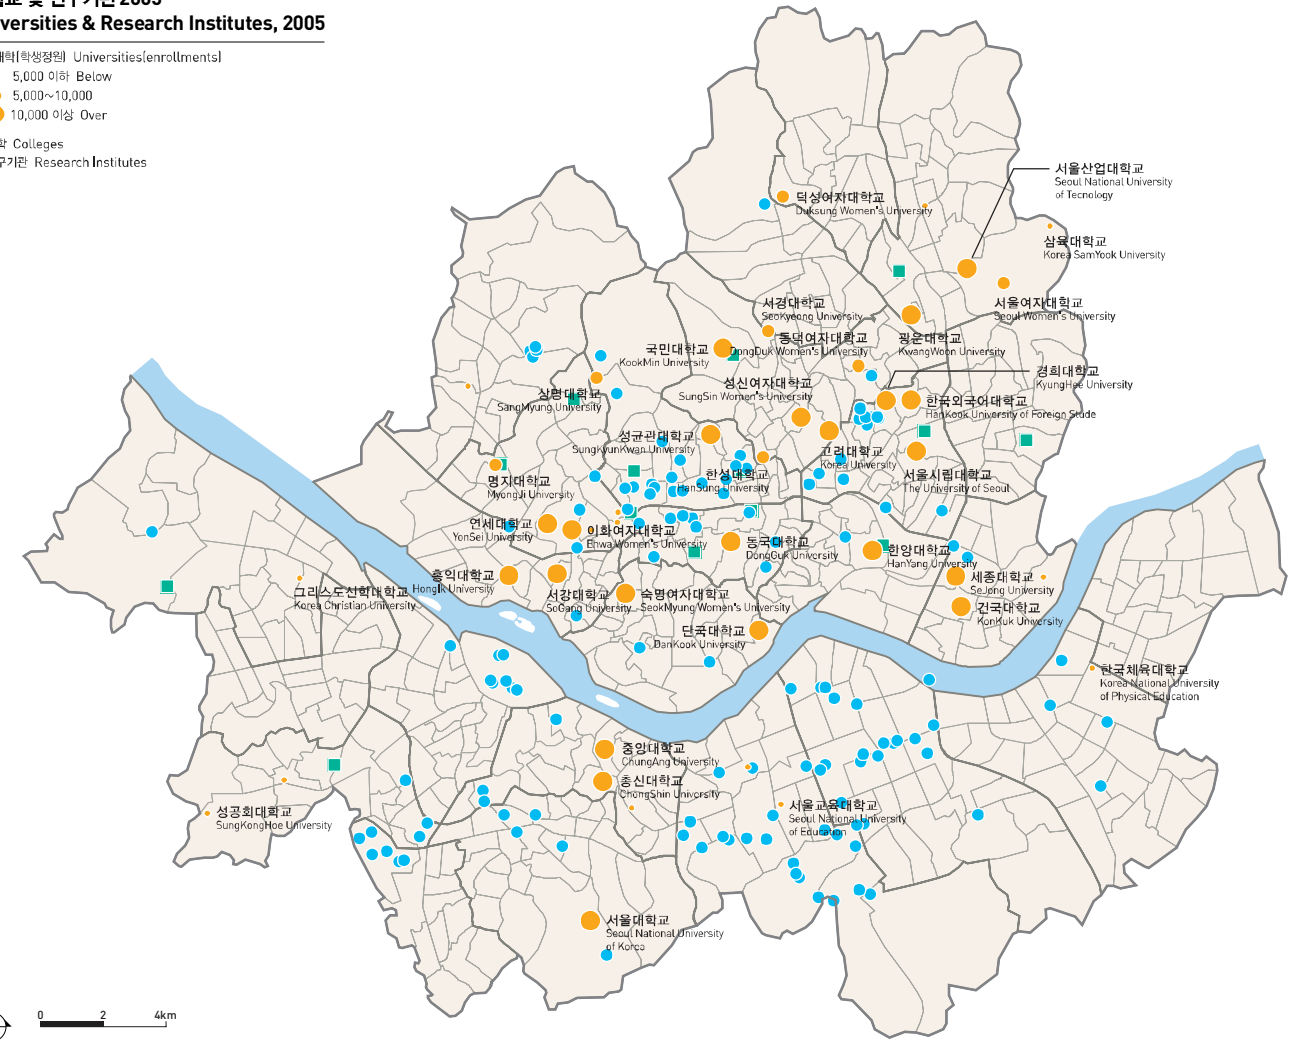 및 연구기관 2005
versities & Research Institutes, 2005
대학(학생정원) Universities(enrollments)
5,000 이하 Below
5,000~10,000
10,000 이상 Over
학 Colleges
구기관 Research Institutes
서울산업대학교
Seoul National University
of Tecnology
덕성여자대학교
Duksung Women's University
삼육대학교
Korea SamYook University
서울여자대학교
Seoul Women's University
서경대학교
SeoKyeong University
동덕여자대학교
DongDuk Women's University
광운대학교
KwangWoon University
국민대학교
KookMin University
경희대학교
KyungHee University
성신여자대학교
SungSin Women's University
상명대학교
SangMyung University
한국외국어대학교
HanKook University of Foreign Stude
성균관대학교
SungKyunKwan University
고려대학교
Korea University
한성대학교
HanSung University
서울시립대학교
The University of Seoul
명지대학교
MyongJi University
연세대학교
YonSei University
이화여자대학교
Ehwa Women's University
동국대학교
DongGuk University
한양대학교
HanYang University
홍익대학교
HongIk University
세종대학교
SeJong University
그리스도신학대학교
Korea Christian University
서강대학교
SoGang University
숙명여자대학교
SeokMyung Women's University
건국대학교
KonKuk University
단국대학교
DanKook University
한국체육대학교
Korea National University
of Physical Education
중앙대학교
ChungAng University
총신대학교
ChongShin University
성공회대학교
SungKongHoe University
서울교육대학교
Seoul National University
of Education
서울대학교
Seoul National University
of Korea
0 2 4km